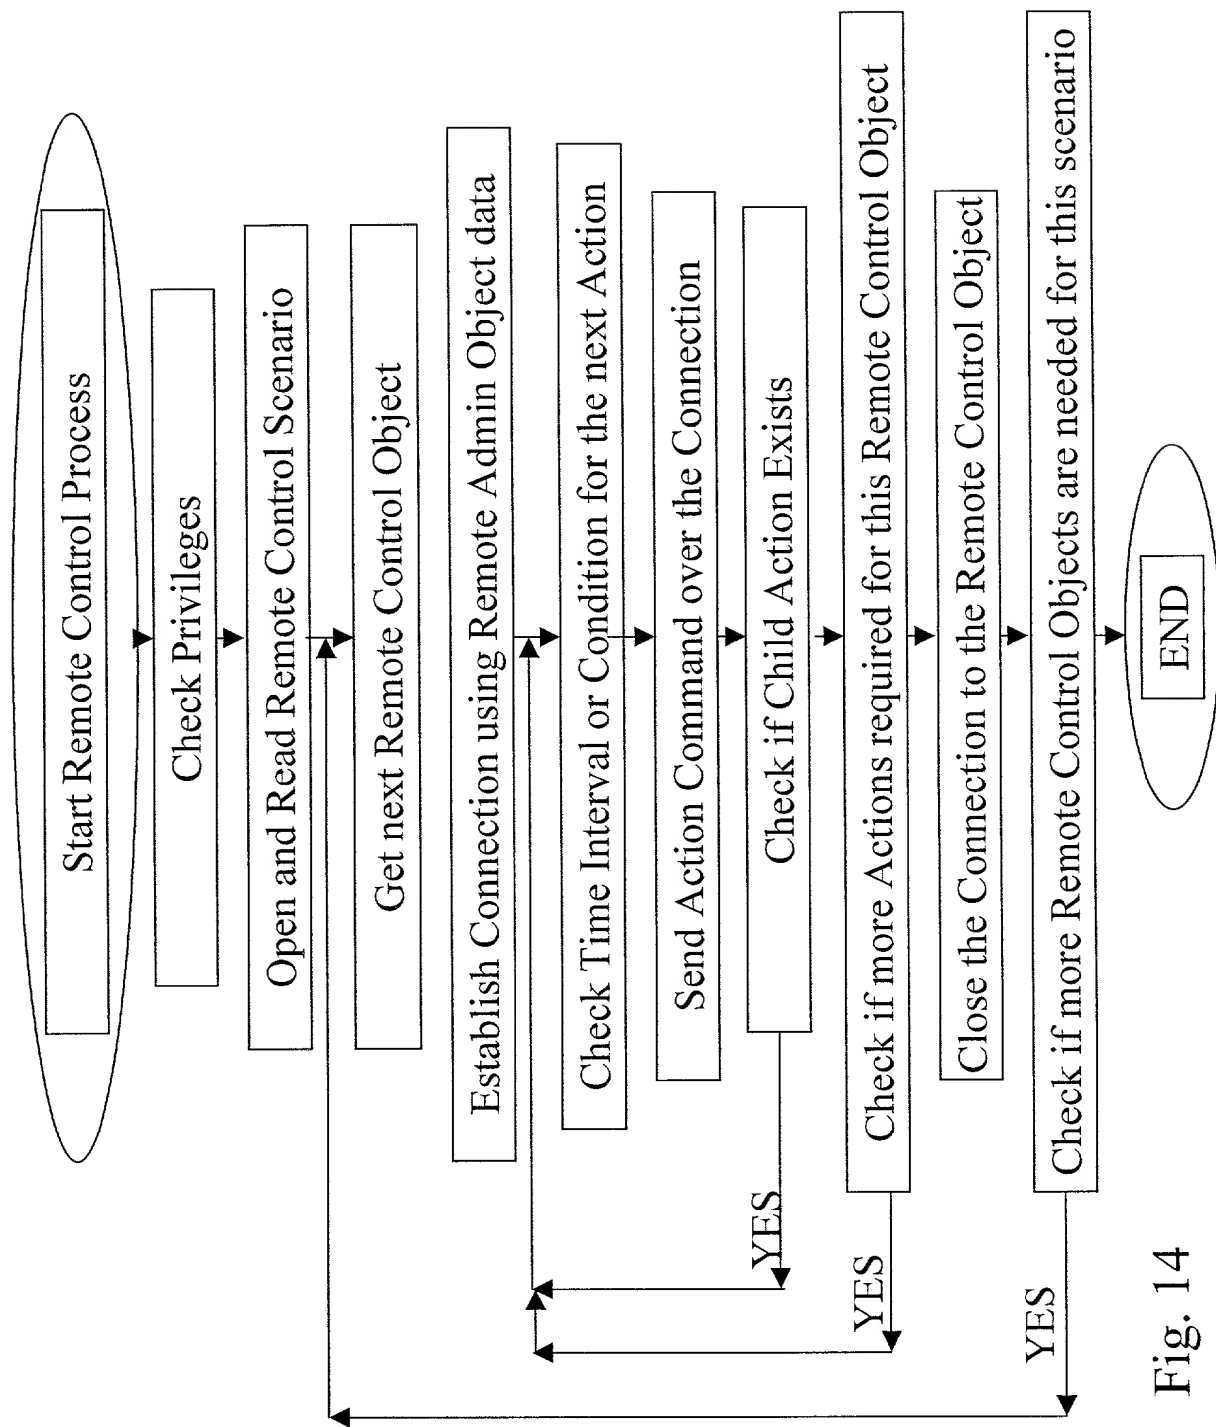 Start Remote Control Process
Check Privileges
Open and Read Remote Control Scenario
Get next Remote Control Object
Establish Connection using Remote Admin Object data
Check Time Interval or Condition for the next Action
Send Action Command over the Connection
Check if Child Action Exists
YES
Check if more Actions required for this Remote Control Object
YES
Close the Connection to the Remote Control Object
Check if more Remote Control Objects are needed for this scenario
YES
END
Fig. 14